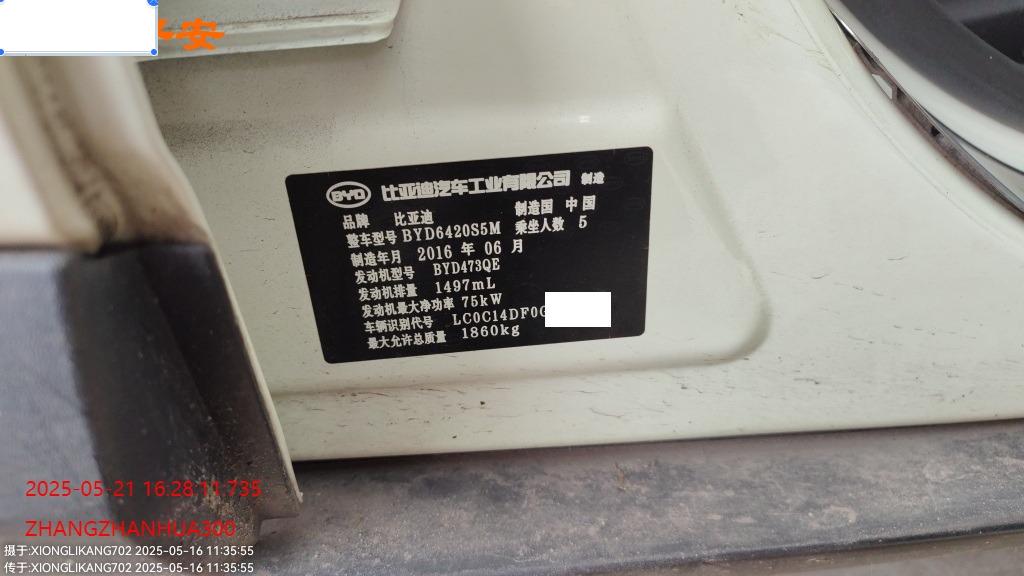 安
BYD 比亚迪汽车工业有限公司 制造
品牌 比亚迪 制造国 中国
整车型号 BYD6420S5M 乘坐人数 5
制造年月 2016 年 06 月
发动机型号 BYD473QE
发动机排量 1497mL
发动机最大净功率 75kW
车辆识别代号 LC0C14DF0G
最大允许总质量 1860kg
2025-05-21 16:28:11:735
ZHANGZHANHUA300
摄于:XIONGLIKANG702 2025-05-16 11:35:55
传于:XIONGLIKANG702 2025-05-16 11:35:55